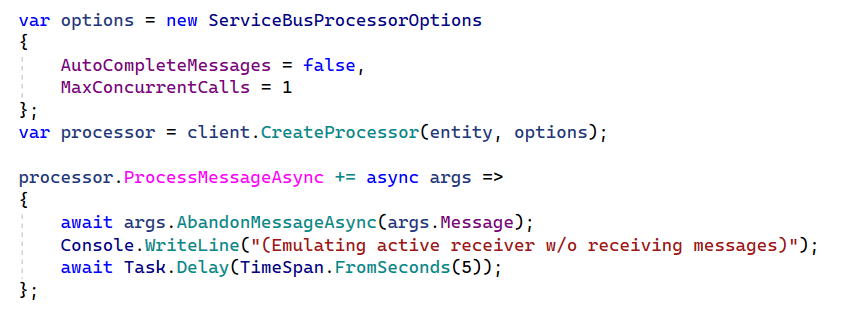 var options = new ServiceBusProcessorOptions
{
    AutoCompleteMessages = false,
    MaxConcurrentCalls = 1
};
var processor = client.CreateProcessor(entity, options);

processor.ProcessMessageAsync += async args =>
{
    await args.AbandonMessageAsync(args.Message);
    Console.WriteLine("(Emulating active receiver w/o receiving messages)");
    await Task.Delay(TimeSpan.FromSeconds(5));
};